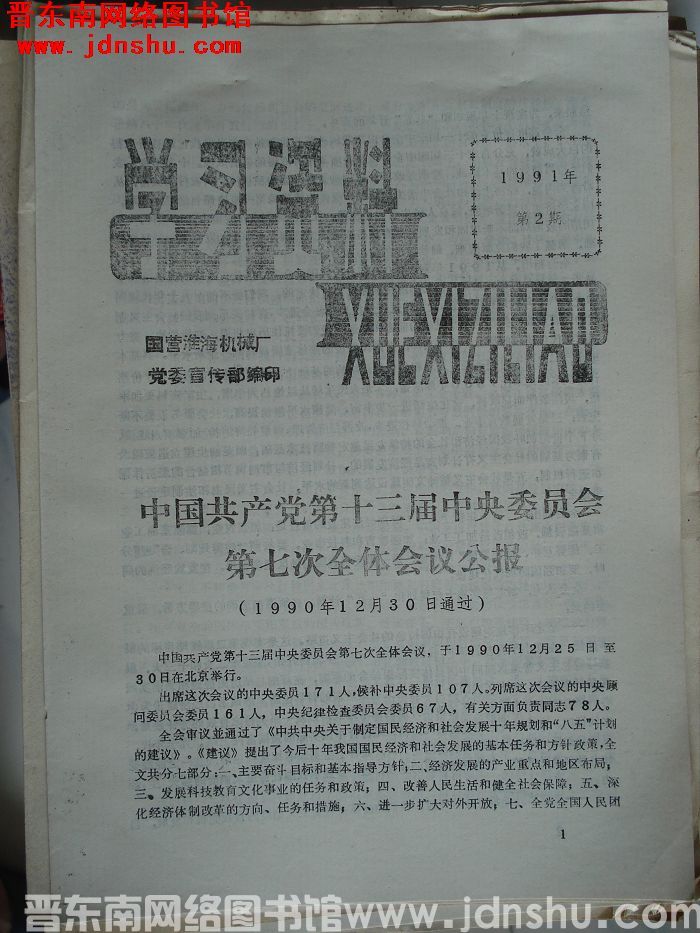 晋东南网络图书馆
www.jdnshu.com
学习资料
1991年
第2期
XUEXIZILIAO
国营淮海机械厂
党委宣传部编印
中国共产党第十三届中央委员会
第七次全体会议公报
(1990年12月30日通过)
中国共产党第十三届中央委员会第七次全体会议，于1990年12月25日至
30日在北京举行。
出席这次会议的中央委员171人，候补中央委员107人。列席这次会议的中央顾
问委员会委员161人，中央纪律检查委员会委员67人，有关方面负责同志78人。
全会审议并通过了《中共中央关于制定国民经济和社会发展十年规划和“八五”计划
的建议》。《建议》提出了今后十年我国国民经济和社会发展的基本任务和方针政策，全
文共分七部分：一、主要奋斗目标和基本指导方针；二、经济发展的产业重点和地区布局；
三、发展科技教育文化事业的任务和政策；四、改善人民生活和健全社会保障；五、深
化经济体制改革的方向、任务和措施；六、进一步扩大对外开放；七、全党全国人民团
1
晋东南网络图书馆 www.jdnshu.com